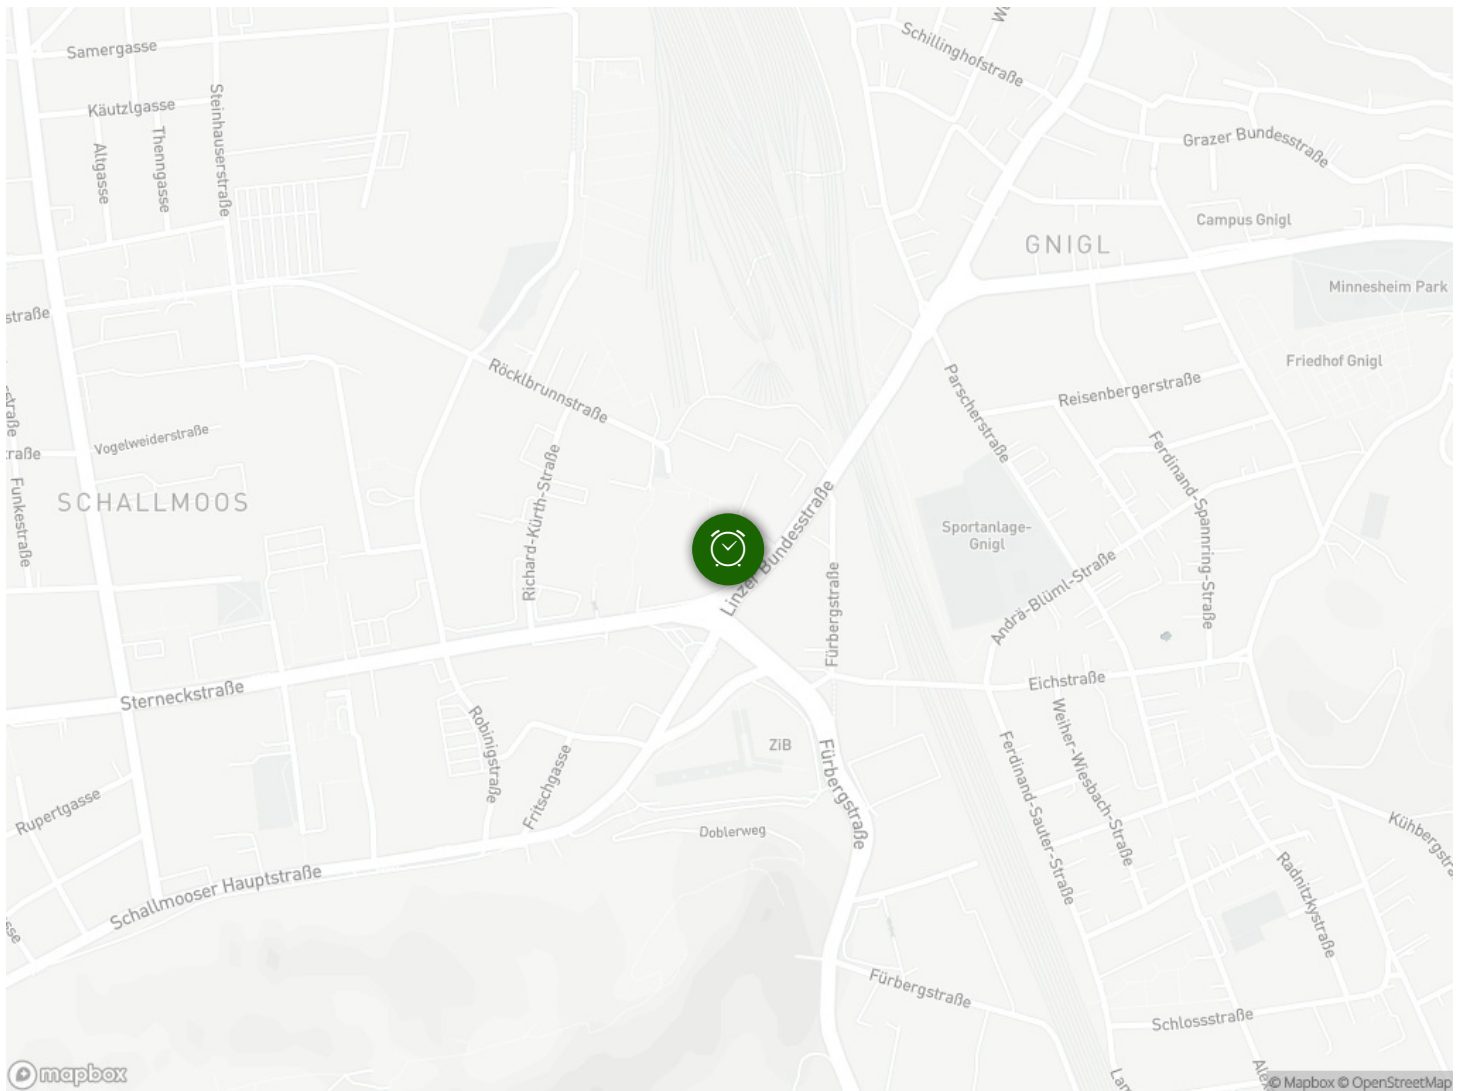 Samergasse
Käutzlgasse
Altgasse
Thenngasse
Steinhauserstraße
Schillinghofstraße
Grazer Bundesstraße
Campus Gnigl
GNIGL
Minnesheim Park
Friedhof Gnigl
straße
Röcklbrunnstraße
Parscherstraße
Reisenbergerstraße
Vogelweiderstraße
Funkestraße
SCHALLMOOS
Richard-Kürth-Straße
Linzer Bundesstraße
Fürbergstraße
Sportanlage-
Gnigl
Ferdinand-Spannring-Straße
Andrä-Blüml-Straße
Eichstraße
Sterneckstraße
Robinigstraße
Fritschgasse
ZiB
Fürbergstraße
Weiher-Wiesbach-Straße
Ferdinand-Sauter-Straße
Rupertgasse
Doblerweg
Kühbergstra
Schallmooser Hauptstraße
Radnitzkystraße
Fürbergstraße
Schlossstraße
mapbox
© Mapbox © OpenStreetMap